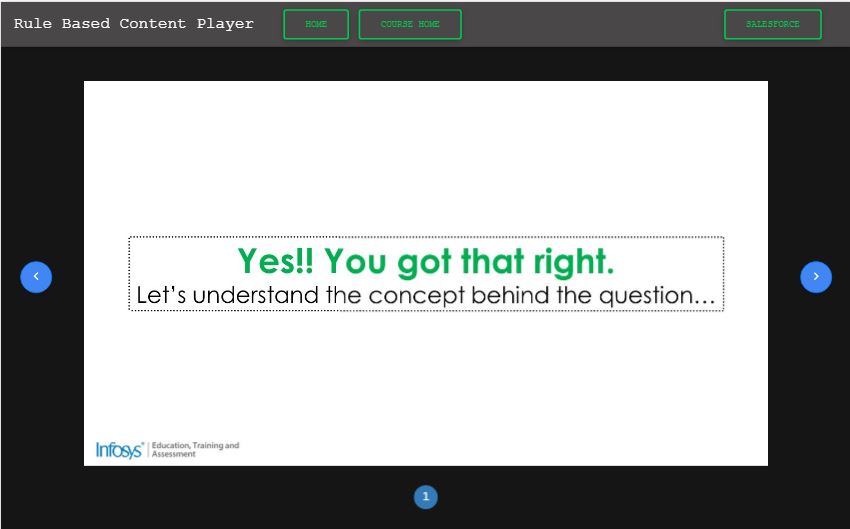 Rule Based Content Player
HOME
COURSE HOME
SALESFORCE
Yes!! You got that right.
Let's understand the concept behind the question...
Infosys® | Education, Training and
Assessment
1